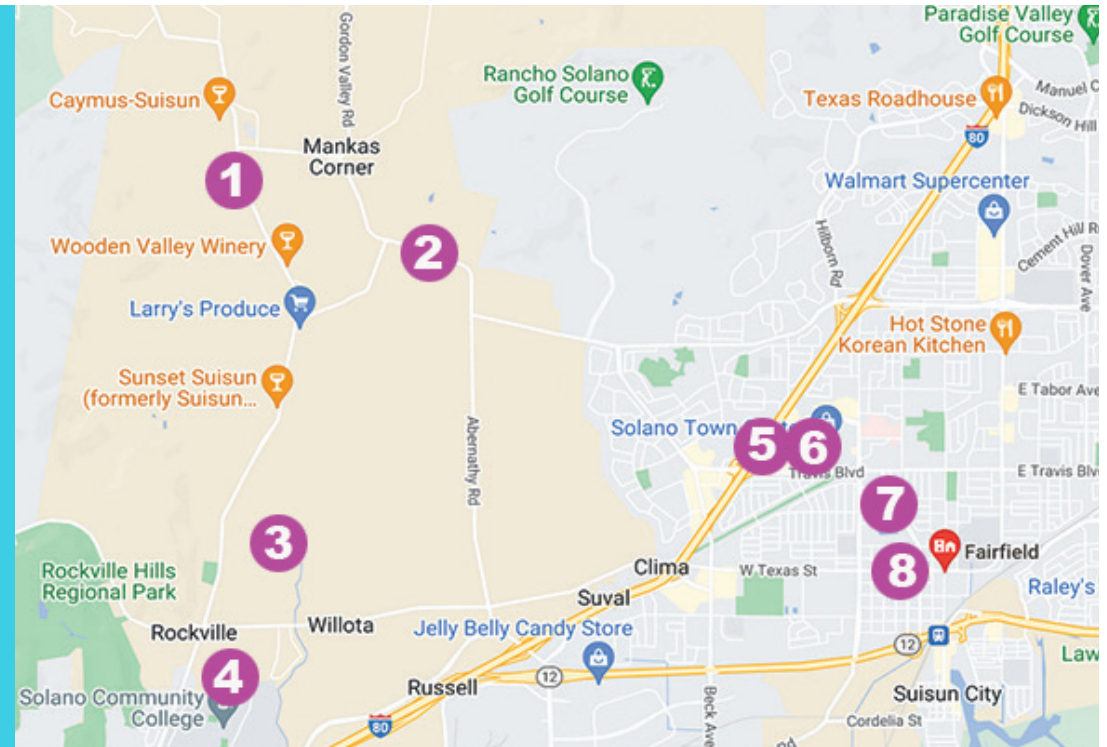 Paradise Valley
Golf Course
Gordon Valley Rd
Rancho Solano
Golf Course
Caymus-Suisun
Texas Roadhouse
Manuel C
Dickson Hill
80
Mankas
Corner
1
Walmart Supercenter
Wooden Valley Winery
2
Hilborn Rd
Cement Hill R
Dover Ave
Larry's Produce
Hot Stone
Korean Kitchen
Sunset Suisun
(formerly Suisun...
E Tabor Ave
Abernathy Rd
Solano Town
5
6
Travis Blvd
E Travis Blv
7
3
Fairfield
8
Clima
W Texas St
Rockville Hills
Regional Park
Suval
Raley's
Rockville
Willota
Jelly Belly Candy Store
12
Law
4
Solano Community
College
Russell
12
80
Beck Ave
Suisun City
Cordelia St